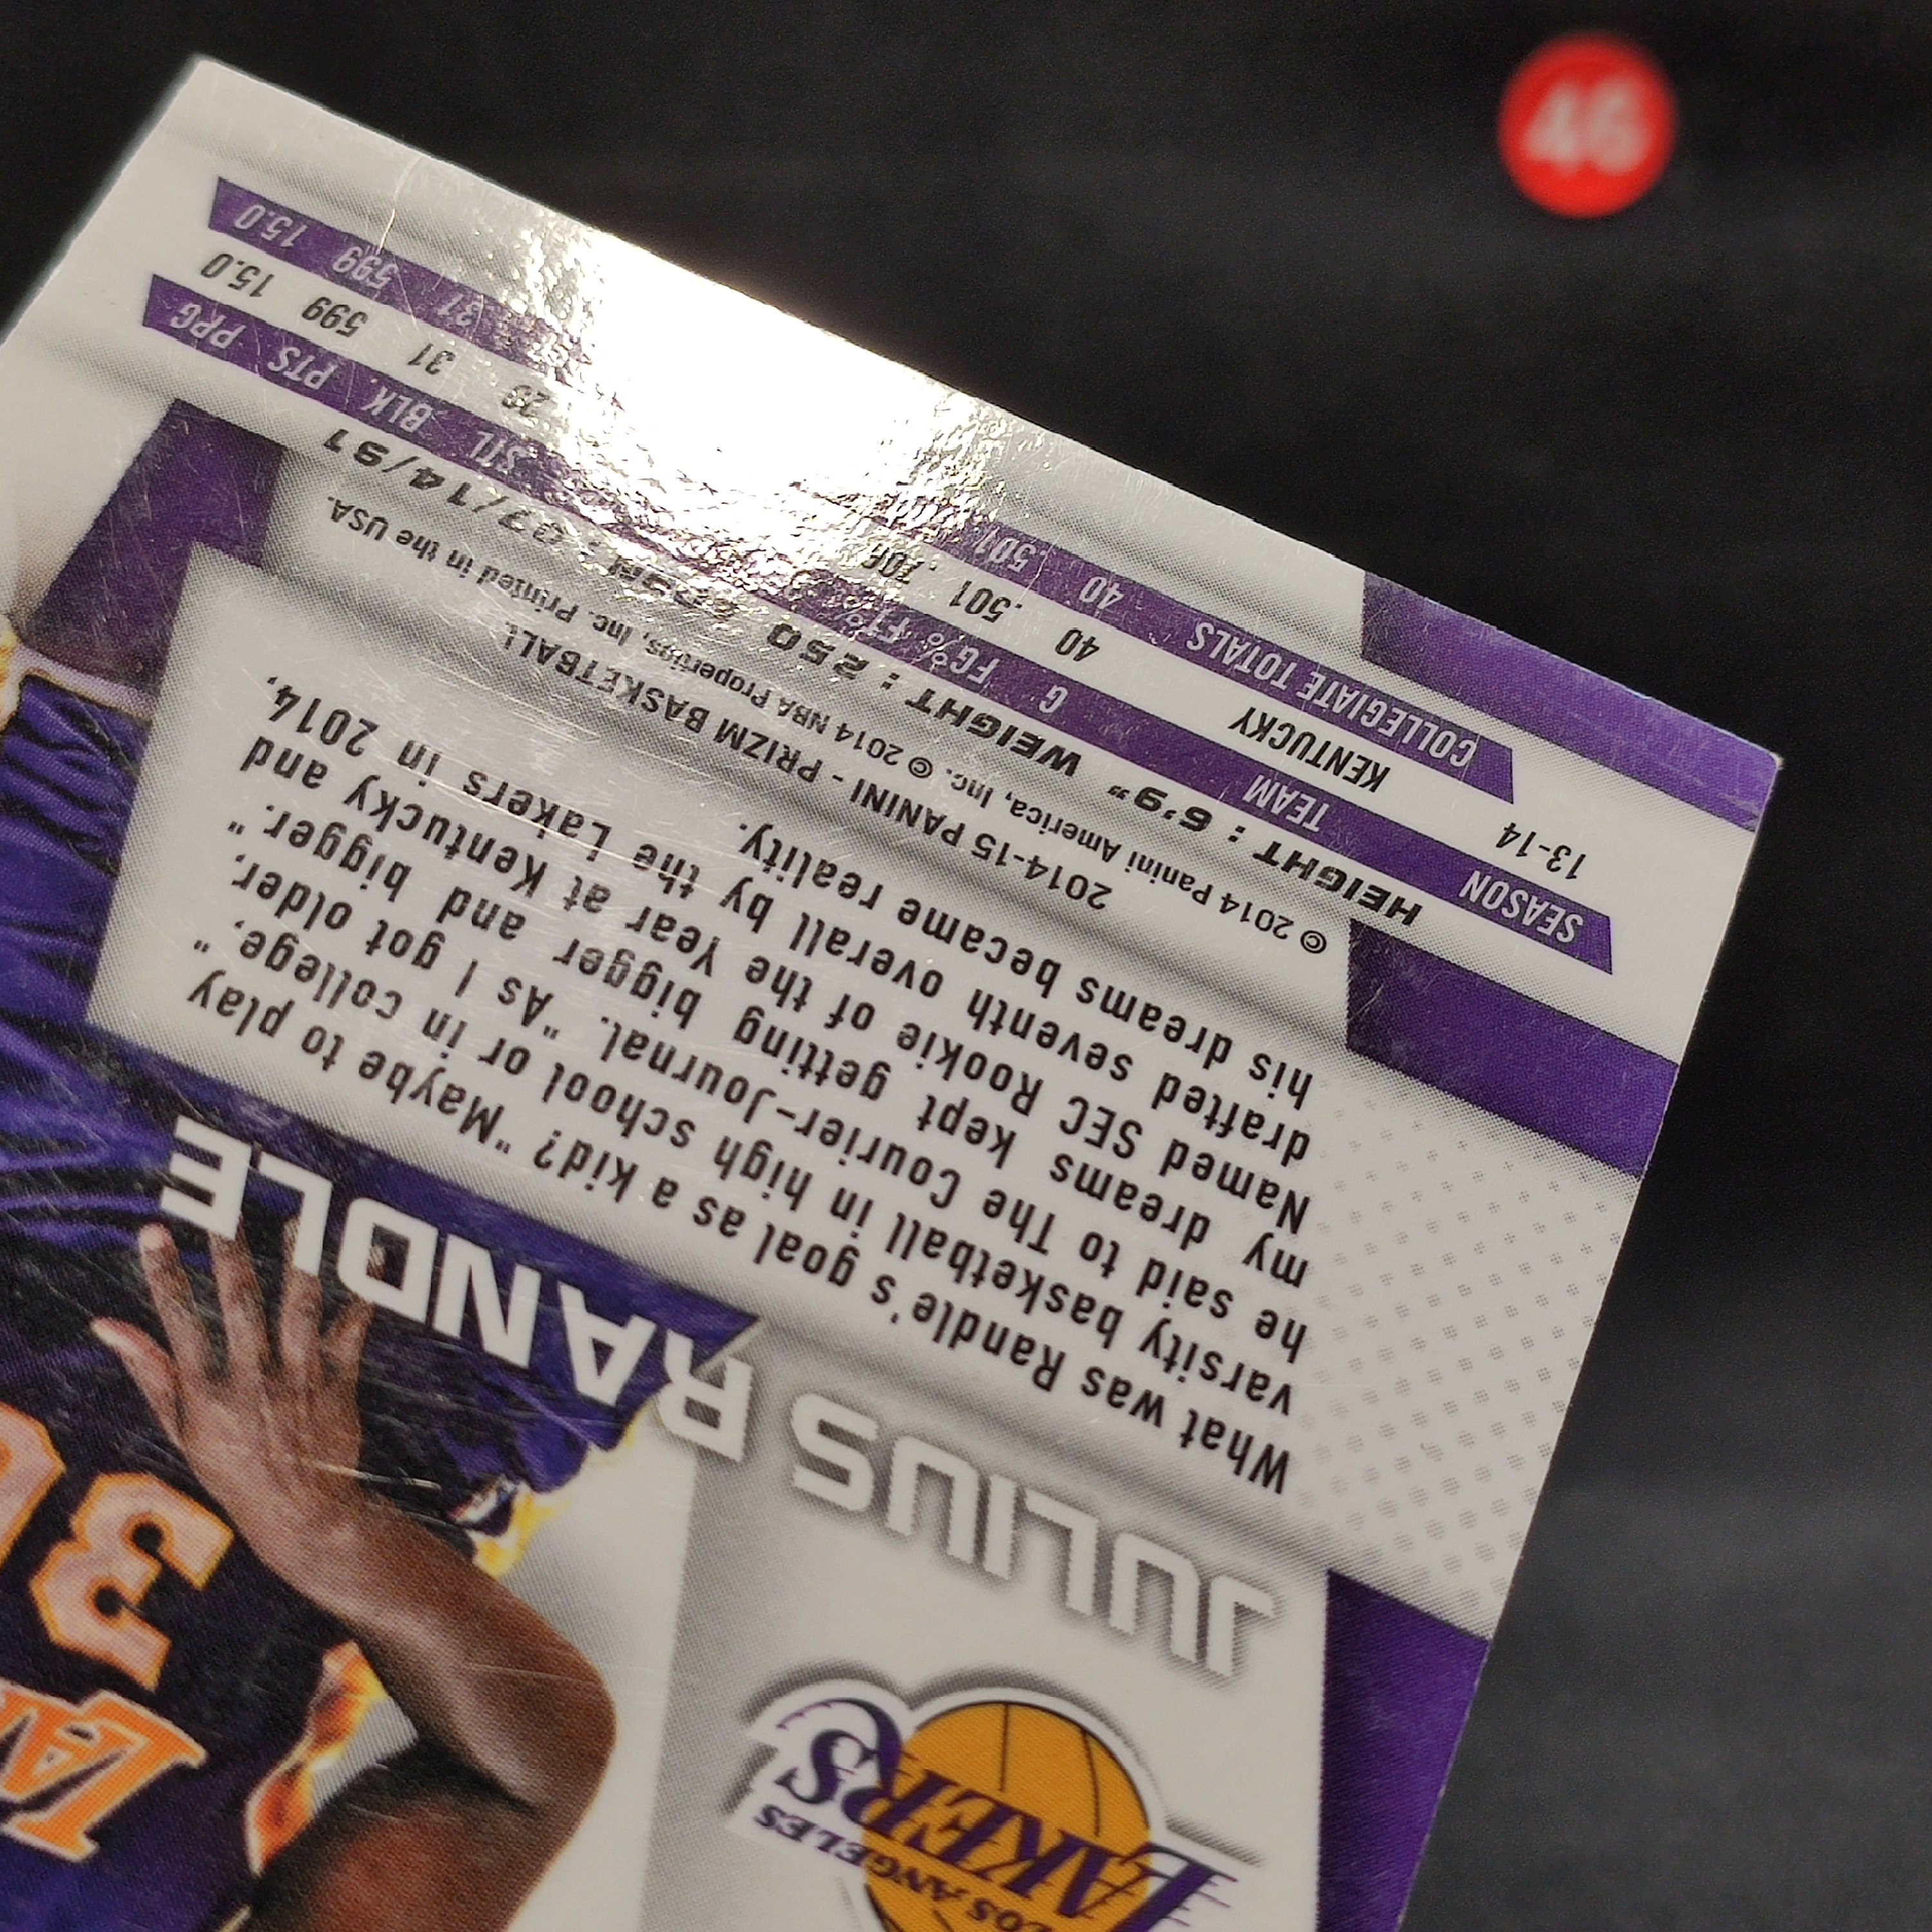 46
LOS ANGELES
LAKERS
JULIUS RANDLE
What was Randle's goal as a kid? "Maybe to play
varsity basketball in high school or in college,"
he said to The Courier-Journal. "As I got older,
my dreams kept getting bigger and bigger."
Named SEC Rookie of the Year at Kentucky and
drafted seventh overall by the Lakers in 2014,
his dreams became reality.
2014-15 PANINI - PRIZM BASKETBALL
© 2014 Panini America, Inc. © 2014 NBA Properties, Inc. Printed in the USA.
HEIGHT: 6'9" WEIGHT: 250
SEASON TEAM G FG% FT% STL BLK PTS PPG
13-14 KENTUCKY 40 .501 .706 20 31 599 15.0
COLLEGIATE TOTALS 40 .501 31 599 15.0